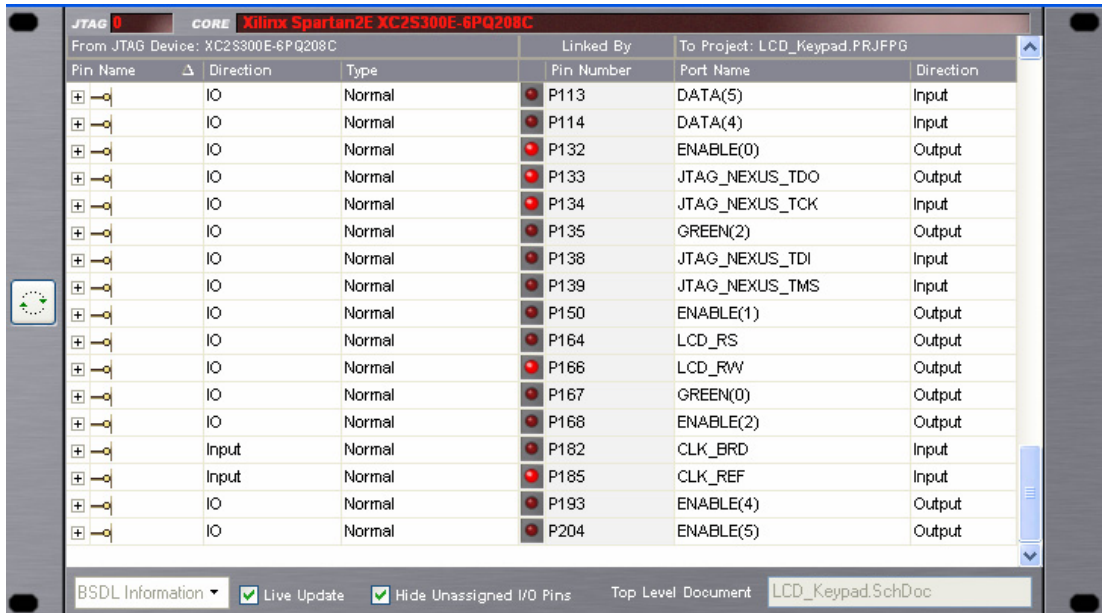 JTAG 0 CORE Xilinx Spartan2E XC2S300E-6PQ208C
From JTAG Device: XC2S300E-6PQ208C Linked By To Project: LCD_Keypad.PRJFPG
Pin Name Direction Type Pin Number Port Name Direction
IO Normal P113 DATA(5) Input
IO Normal P114 DATA(4) Input
IO Normal P132 ENABLE(0) Output
IO Normal P133 JTAG_NEXUS_TDO Output
IO Normal P134 JTAG_NEXUS_TCK Input
IO Normal P135 GREEN(2) Output
IO Normal P138 JTAG_NEXUS_TDI Input
IO Normal P139 JTAG_NEXUS_TMS Input
IO Normal P150 ENABLE(1) Output
IO Normal P164 LCD_RS Output
IO Normal P166 LCD_RW Output
IO Normal P167 GREEN(0) Output
IO Normal P168 ENABLE(2) Output
Input Normal P182 CLK_BRD Input
Input Normal P185 CLK_REF Input
IO Normal P193 ENABLE(4) Output
IO Normal P204 ENABLE(5) Output
BSDL Information Live Update Hide Unassigned I/O Pins Top Level Document LCD_Keypad.SchDoc